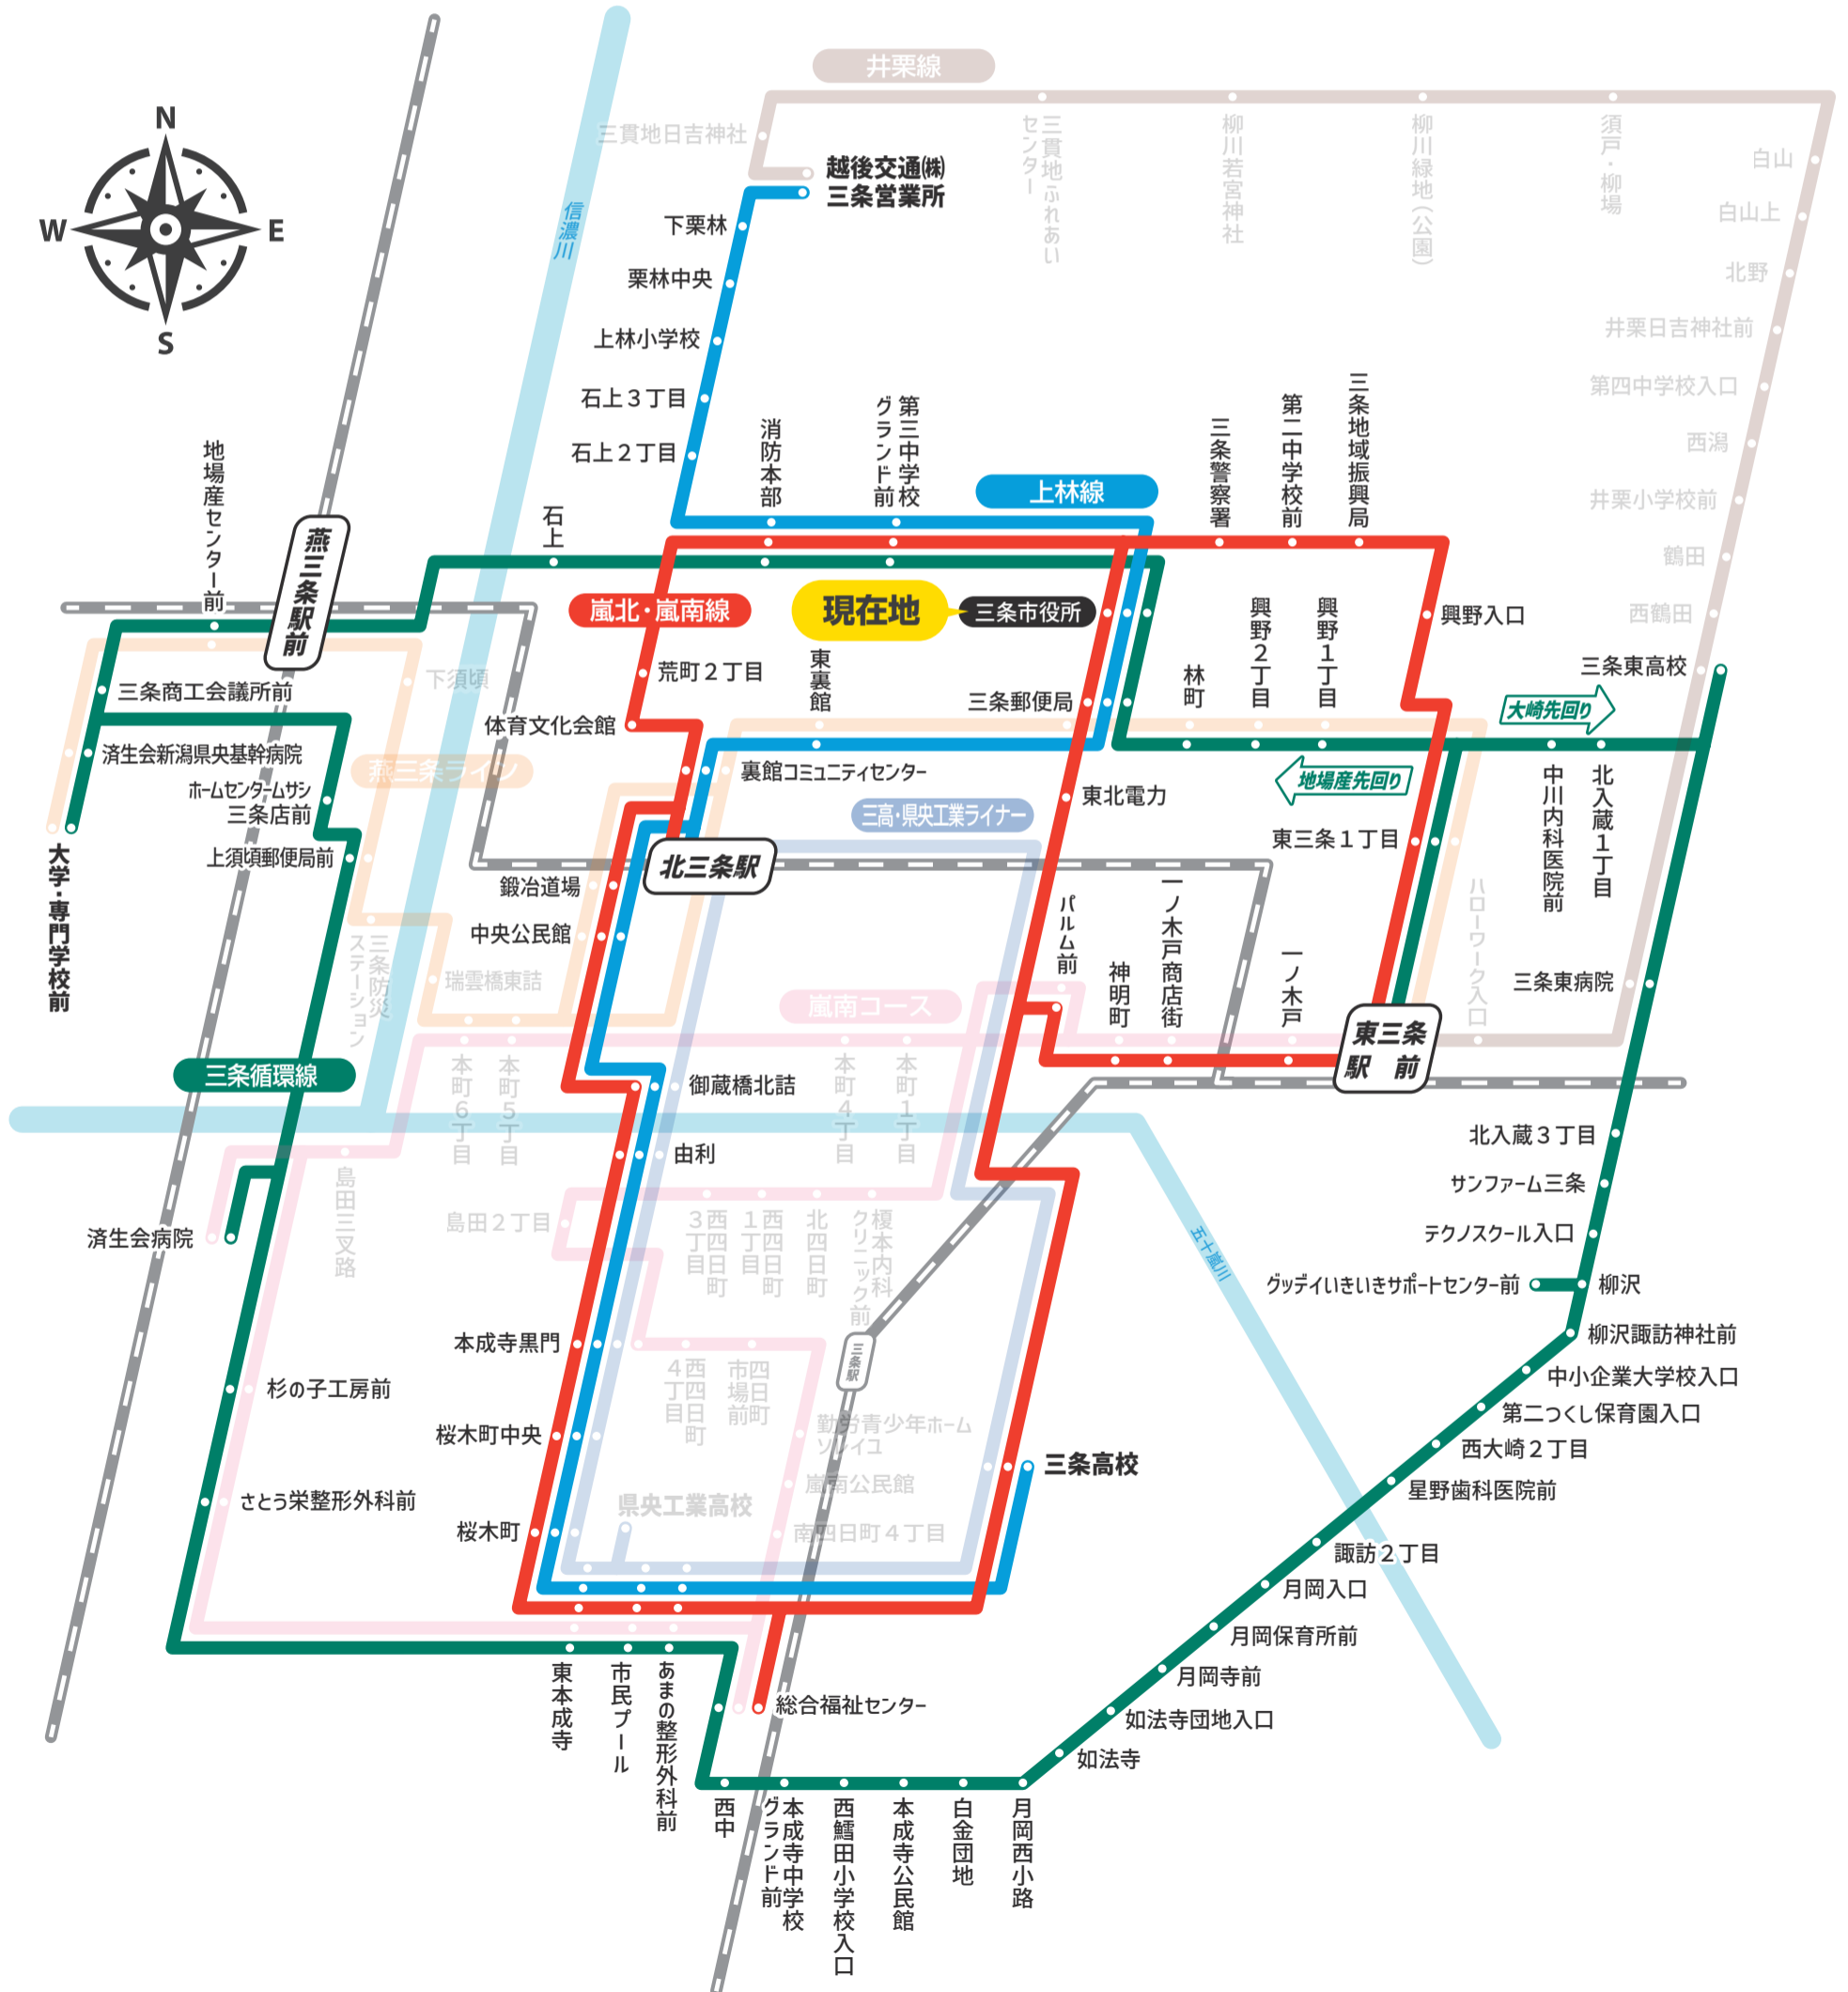 N
W
E
S
井栗線
三貫地日吉神社
三貫地ふれあい
センター
柳川若宮神社
柳川緑地(公園)
須戸・柳場
白山
白山上
北野
井栗日吉神社前
第四中学校入口
西潟
井栗小学校前
鶴田
西鶴田
越後交通㈱
三条営業所
信濃川
下栗林
栗林中央
上林小学校
石上3丁目
石上2丁目
消防本部
第三中学校
グランド前
上林線
三条警察署
第二中学校前
三条地域振興局
地場産センター前
燕三条駅前
石上
嵐北・嵐南線
現在地
三条市役所
荒町2丁目
東裏館
三条郵便局
林町
興野2丁目
興野1丁目
興野入口
三条東高校
大崎先回り
地場産先回り
三条商工会議所前
下須頃
体育文化会館
済生会新潟県央基幹病院
燕三条ライン
裏館コミュニティセンター
ホームセンタームサシ
三条店前
上須頃郵便局前
三高・県央工業ライナー
東北電力
東三条1丁目
中川内科医院前
北入蔵1丁目
大学・専門学校前
北三条駅
鍛冶道場
中央公民館
三条防災
ステーション
瑞雲橋東詰
嵐南コース
パルム前
神明町
一ノ木戸商店街
一ノ木戸
ハローワーク入口
三条東病院
東三条
駅 前
三条循環線
本町6丁目
本町5丁目
御蔵橋北詰
本町4丁目
本町1丁目
由利
北入蔵3丁目
サンファーム三条
テクノスクール入口
グッデイいきいきサポートセンター前
柳沢
済生会病院
島田三叉路
島田2丁目
西四日町
3丁目
西四日町
1丁目
北四日町
榎本内科
クリニック前
五十嵐川
柳沢諏訪神社前
中小企業大学校入口
第二つくし保育園入口
西大崎2丁目
星野歯科医院前
諏訪2丁目
月岡入口
月岡保育所前
月岡寺前
如法寺団地入口
如法寺
本成寺黒門
三条駅
西四日町
4丁目
四日町
市場前
杉の子工房前
桜木町中央
勤労青少年ホーム
ソレイユ
三条高校
嵐南公民館
さとう栄整形外科前
県央工業高校
桜木町
南四日町4丁目
東本成寺
市民プール
あまの整形外科前
総合福祉センター
西中
本成寺中学校
グランド前
西鱈田小学校入口
本成寺公民館
白金団地
月岡西小路